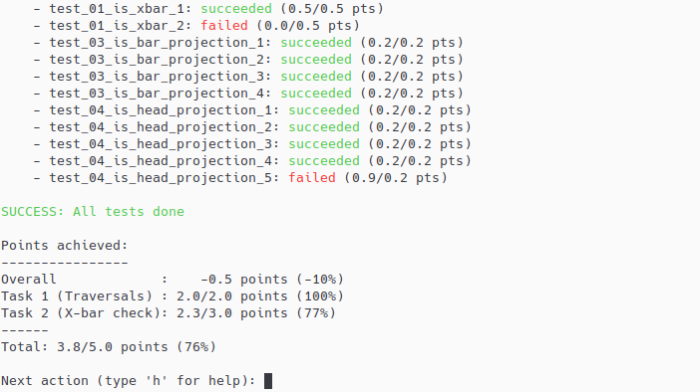 - test_01_is_xbar_1: succeeded (0.5/0.5 pts)
- test_01_is_xbar_2: failed (0.0/0.5 pts)
- test_03_is_bar_projection_1: succeeded (0.2/0.2 pts)
- test_03_is_bar_projection_2: succeeded (0.2/0.2 pts)
- test_03_is_bar_projection_3: succeeded (0.2/0.2 pts)
- test_03_is_bar_projection_4: succeeded (0.2/0.2 pts)
- test_04_is_head_projection_1: succeeded (0.2/0.2 pts)
- test_04_is_head_projection_2: succeeded (0.2/0.2 pts)
- test_04_is_head_projection_3: succeeded (0.2/0.2 pts)
- test_04_is_head_projection_4: succeeded (0.2/0.2 pts)
- test_04_is_head_projection_5: failed (0.9/0.2 pts)
SUCCESS: All tests done
Points achieved:
----------------
Overall            :    -0.5 points (-10%)
Task 1 (Traversals) : 2.0/2.0 points (100%)
Task 2 (X-bar check): 2.3/3.0 points (77%)
------
Total: 3.8/5.0 points (76%)
Next action (type 'h' for help):